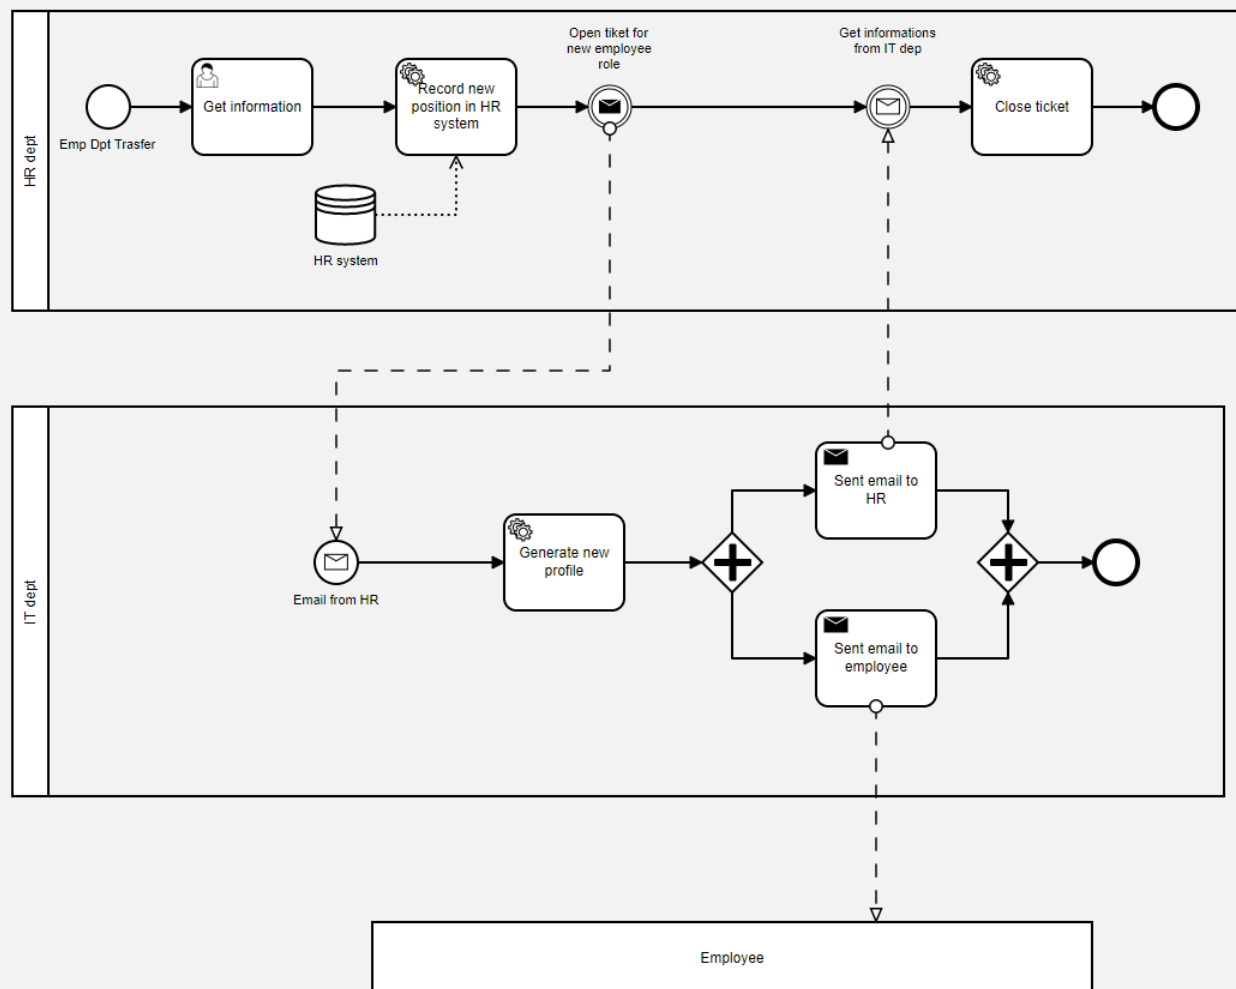 HR dept
Open tiket for
new employee
role
Get informations
from IT dep
Emp Dpt Trasfer
Get information
Record new
position in HR
system
Close ticket
HR system
IT dept
Email from HR
Generate new
profile
Sent email to
HR
Sent email to
employee
Employee